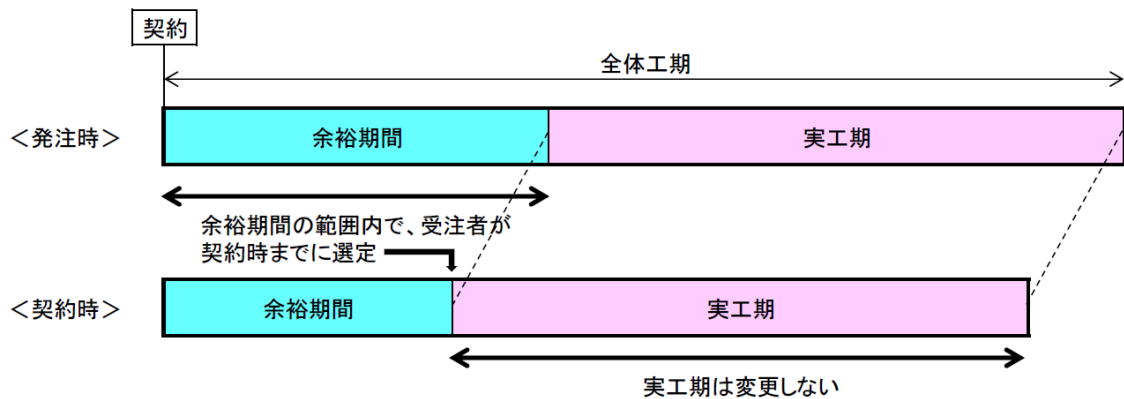 契約
全体工期
＜発注時＞
余裕期間
実工期
余裕期間の範囲内で、受注者が
契約時までに選定
＜契約時＞
余裕期間
実工期
実工期は変更しない